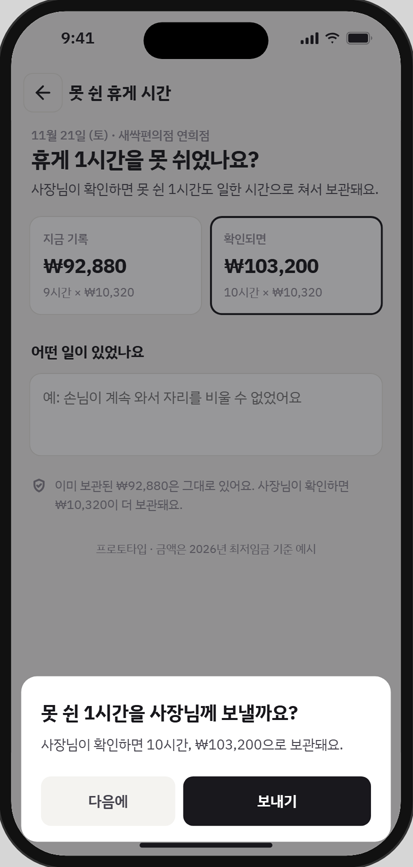 9:41
못 쉰 휴게 시간
11월 21일 (토) · 새싹편의점 연희점
휴게 1시간을 못 쉬었나요?
사장님이 확인하면 못 쉰 1시간도 일한 시간으로 쳐서 보관돼요.
지금 기록
₩92,880
9시간 × ₩10,320
확인되면
₩103,200
10시간 × ₩10,320
어떤 일이 있었나요
예: 손님이 계속 와서 자리를 비울 수 없었어요
이미 보관된 ₩92,880은 그대로 있어요. 사장님이 확인하면
₩10,320이 더 보관돼요.
프로토타입 · 금액은 2026년 최저임금 기준 예시
못 쉰 1시간을 사장님께 보낼까요?
사장님이 확인하면 10시간, ₩103,200으로 보관돼요.
다음에
보내기